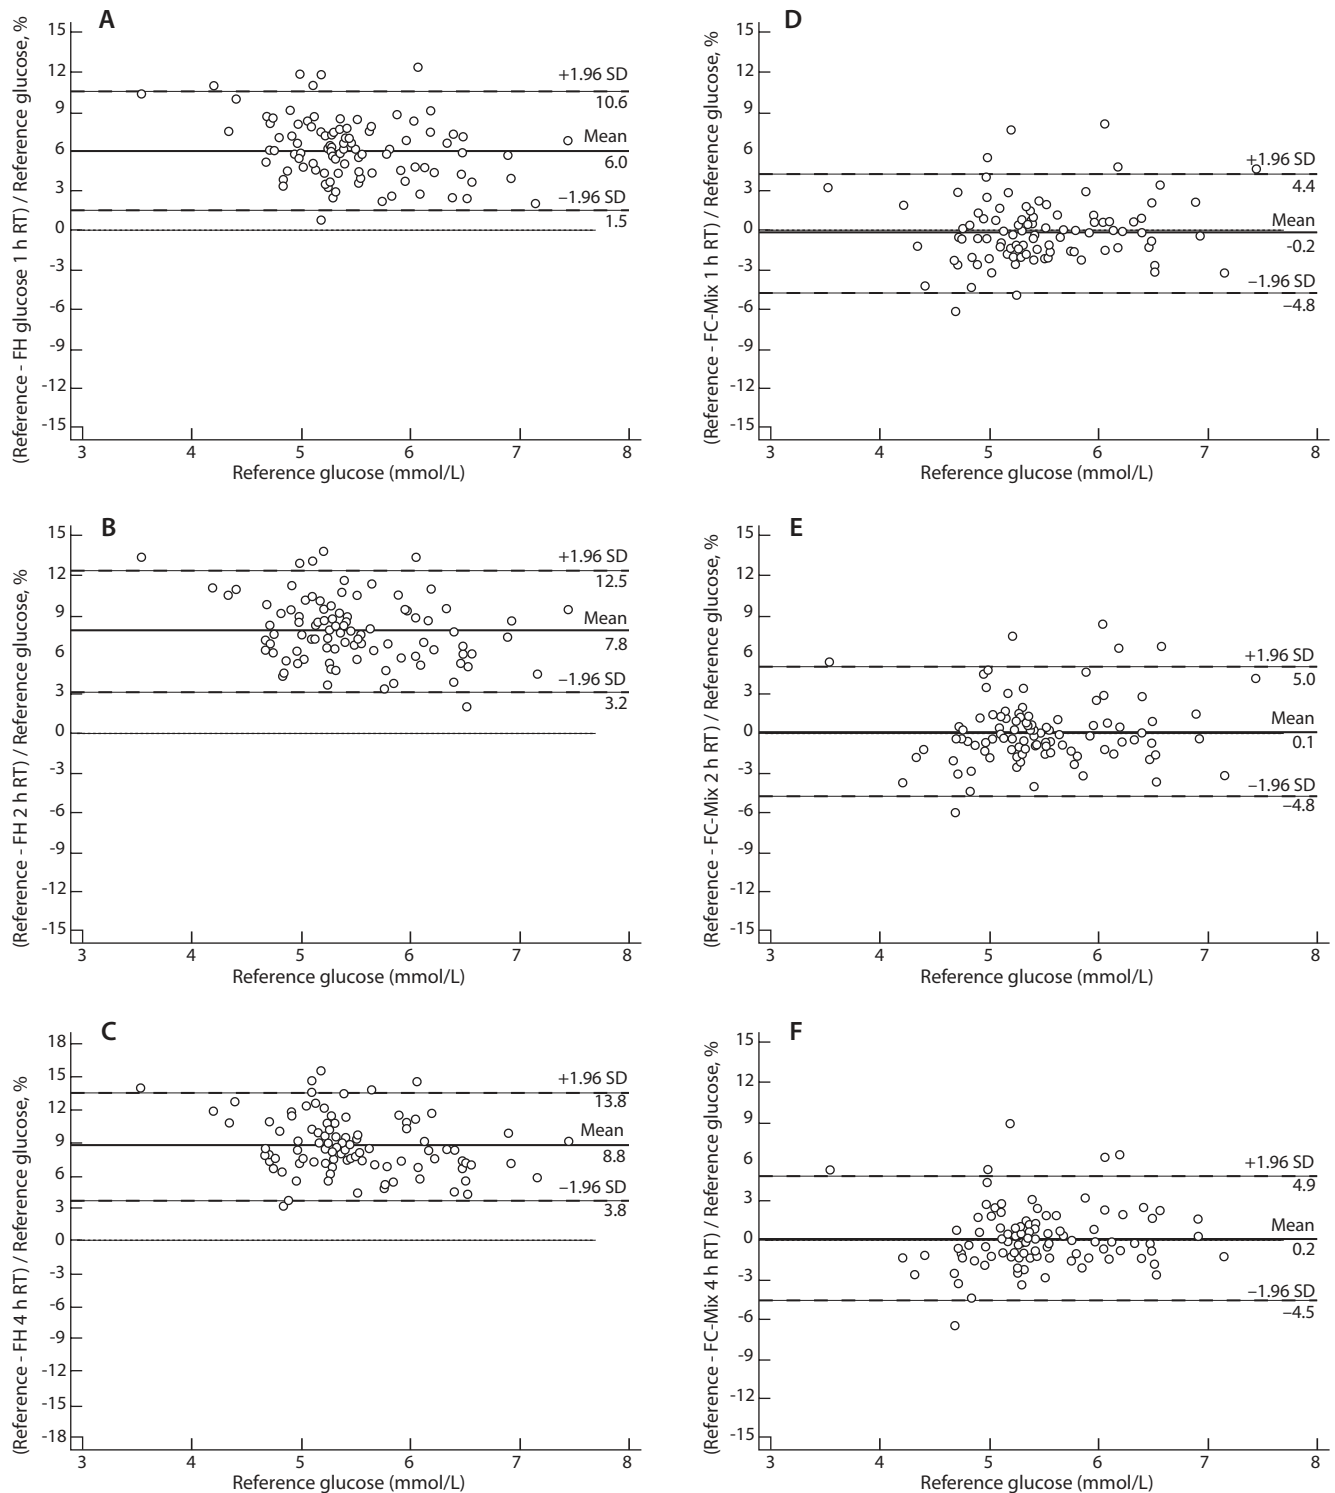 A
(Reference - FH glucose 1 h RT) / Reference glucose, %
15
12
9
6
3
0
-3
-6
-9
-12
-15
+1.96 SD
10.6
Mean
6.0
−1.96 SD
1.5
3 4 5 6 7 8
Reference glucose (mmol/L)
D
(Reference - FC-Mix 1 h RT) / Reference glucose, %
15
12
9
6
3
0
-3
-6
-9
-12
-15
+1.96 SD
4.4
Mean
-0.2
−1.96 SD
−4.8
3 4 5 6 7 8
Reference glucose (mmol/L)
B
(Reference - FH 2 h RT) / Reference glucose, %
15
12
9
6
3
0
-3
-6
-9
-12
-15
+1.96 SD
12.5
Mean
7.8
−1.96 SD
3.2
3 4 5 6 7 8
Reference glucose (mmol/L)
E
(Reference - FC-Mix 2 h RT) / Reference glucose, %
15
12
9
6
3
0
-3
-6
-9
-12
-15
+1.96 SD
5.0
Mean
0.1
−1.96 SD
−4.8
3 4 5 6 7 8
Reference glucose (mmol/L)
C
(Reference - FH 4 h RT) / Reference glucose, %
18
15
12
9
6
3
0
-3
-6
-9
-12
-15
-18
+1.96 SD
13.8
Mean
8.8
−1.96 SD
3.8
3 4 5 6 7 8
Reference glucose (mmol/L)
F
(Reference - FC-Mix 4 h RT) / Reference glucose, %
15
12
9
6
3
0
-3
-6
-9
-12
-15
+1.96 SD
4.9
Mean
0.2
−1.96 SD
−4.5
3 4 5 6 7 8
Reference glucose (mmol/L)